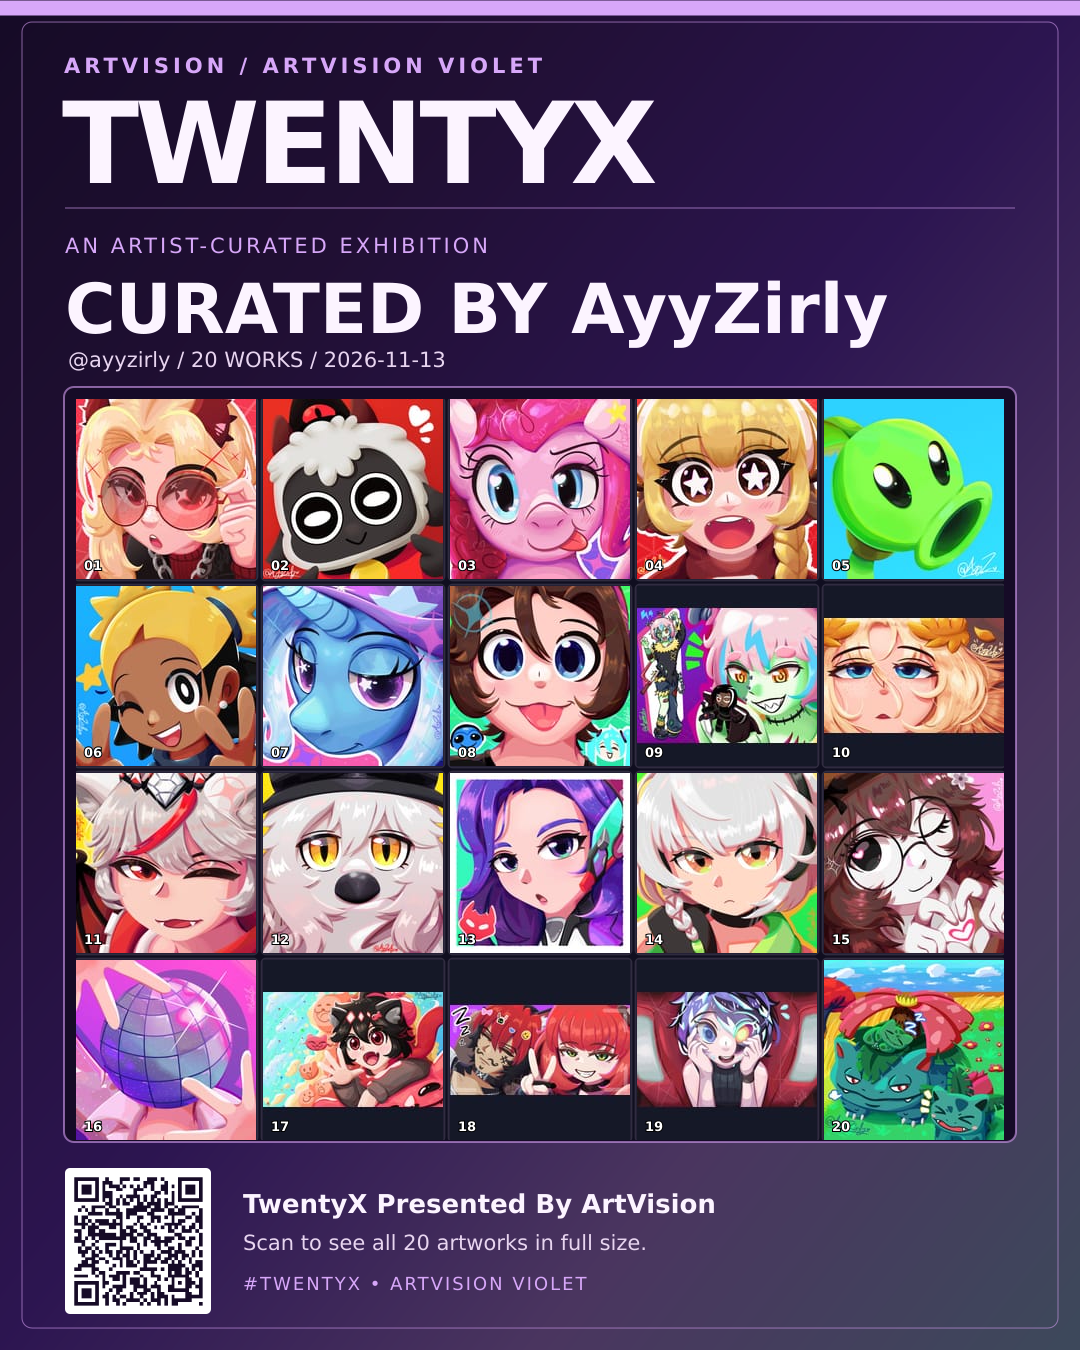 ARTVISION / ARTVISION VIOLET
TWENTYX
AN ARTIST-CURATED EXHIBITION
CURATED BY AyyZirly
@ayyzirly / 20 WORKS / 2026-11-13
01
02
03
04
05
06
07
08
09
10
11
12
13
14
15
16
17
18
19
20
TwentyX Presented By ArtVision
Scan to see all 20 artworks in full size.
#TWENTYX • ARTVISION VIOLET